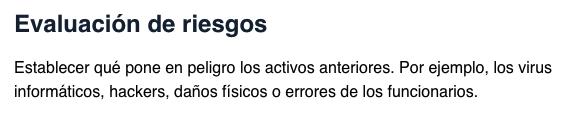 Evaluación de riesgos
Establecer qué pone en peligro los activos anteriores. Por ejemplo, los virus
informáticos, hackers, daños físicos o errores de los funcionarios.